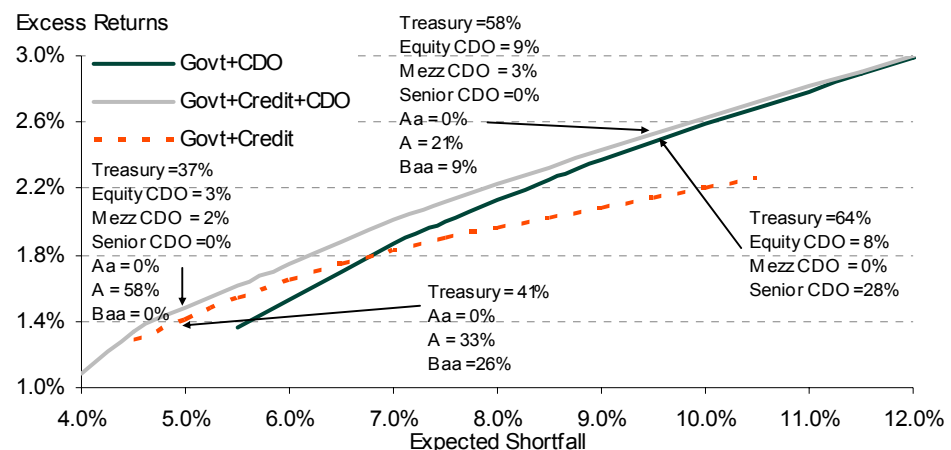 Excess Returns
3.0%
2.6%
2.2%
1.8%
1.4%
1.0%
Govt+CDO
Govt+Credit+CDO
Govt+Credit
Treasury =37%
Equity CDO = 3%
Mezz CDO = 2%
Senior CDO =0%
Aa = 0%
A = 58%
Baa = 0%
Treasury =58%
Equity CDO = 9%
Mezz CDO = 3%
Senior CDO =0%
Aa = 0%
A = 21%
Baa = 9%
Treasury = 41%
Aa = 0%
A = 33%
Baa =26%
Treasury =64%
Equity CDO = 8%
Mezz CDO = 0%
Senior CDO =28%
4.0% 5.0% 6.0% 7.0% 8.0% 9.0% 10.0% 11.0% 12.0%
Expected Shortfall